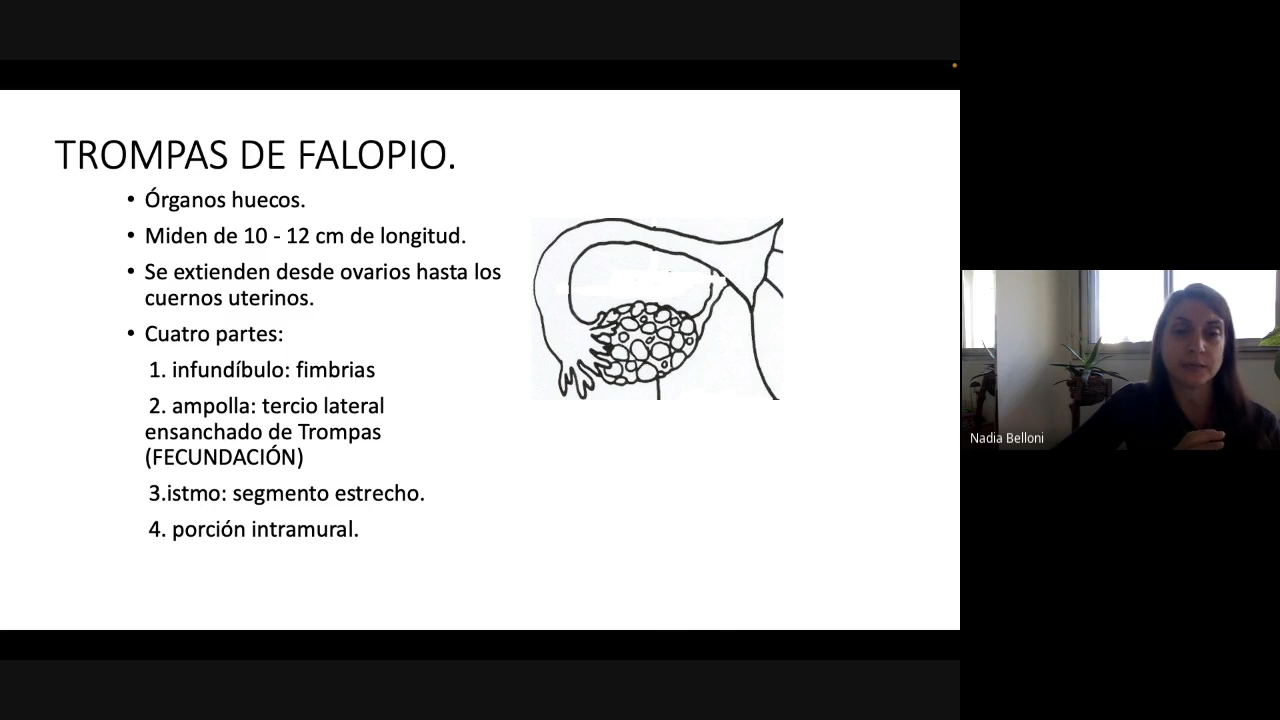 TROMPAS DE FALOPIO.
• Órganos huecos.
• Miden de 10 - 12 cm de longitud.
• Se extienden desde ovarios hasta los
cuernos uterinos.
• Cuatro partes:
1. infundíbulo: fimbrias
2. ampolla: tercio lateral
ensanchado de Trompas
(FECUNDACIÓN)
3.istmo: segmento estrecho.
4. porción intramural.
Nadia Belloni